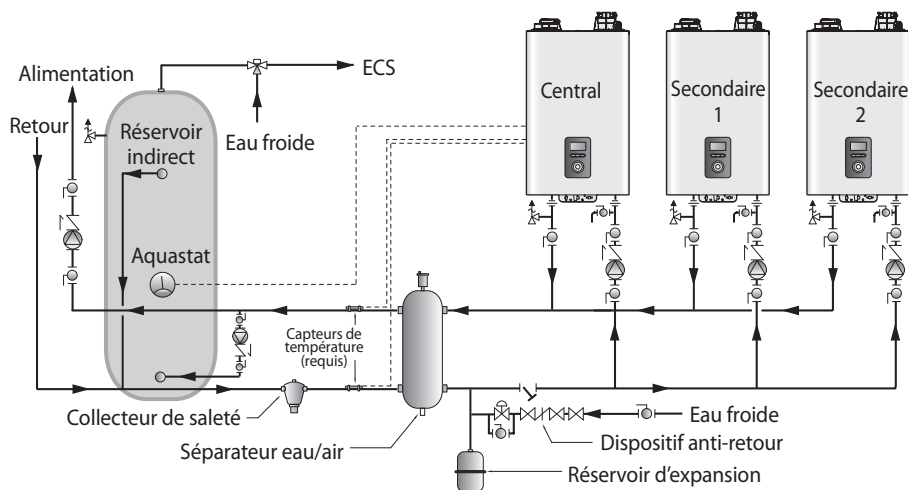 Alimentation
ECS
Retour
Réservoir
indirect
Eau froide
Central
Secondaire
1
Secondaire
2
Aquastat
Capteurs de
température
(requis)
Collecteur de saleté
Séparateur eau/air
Eau froide
Dispositif anti-retour
Réservoir d'expansion